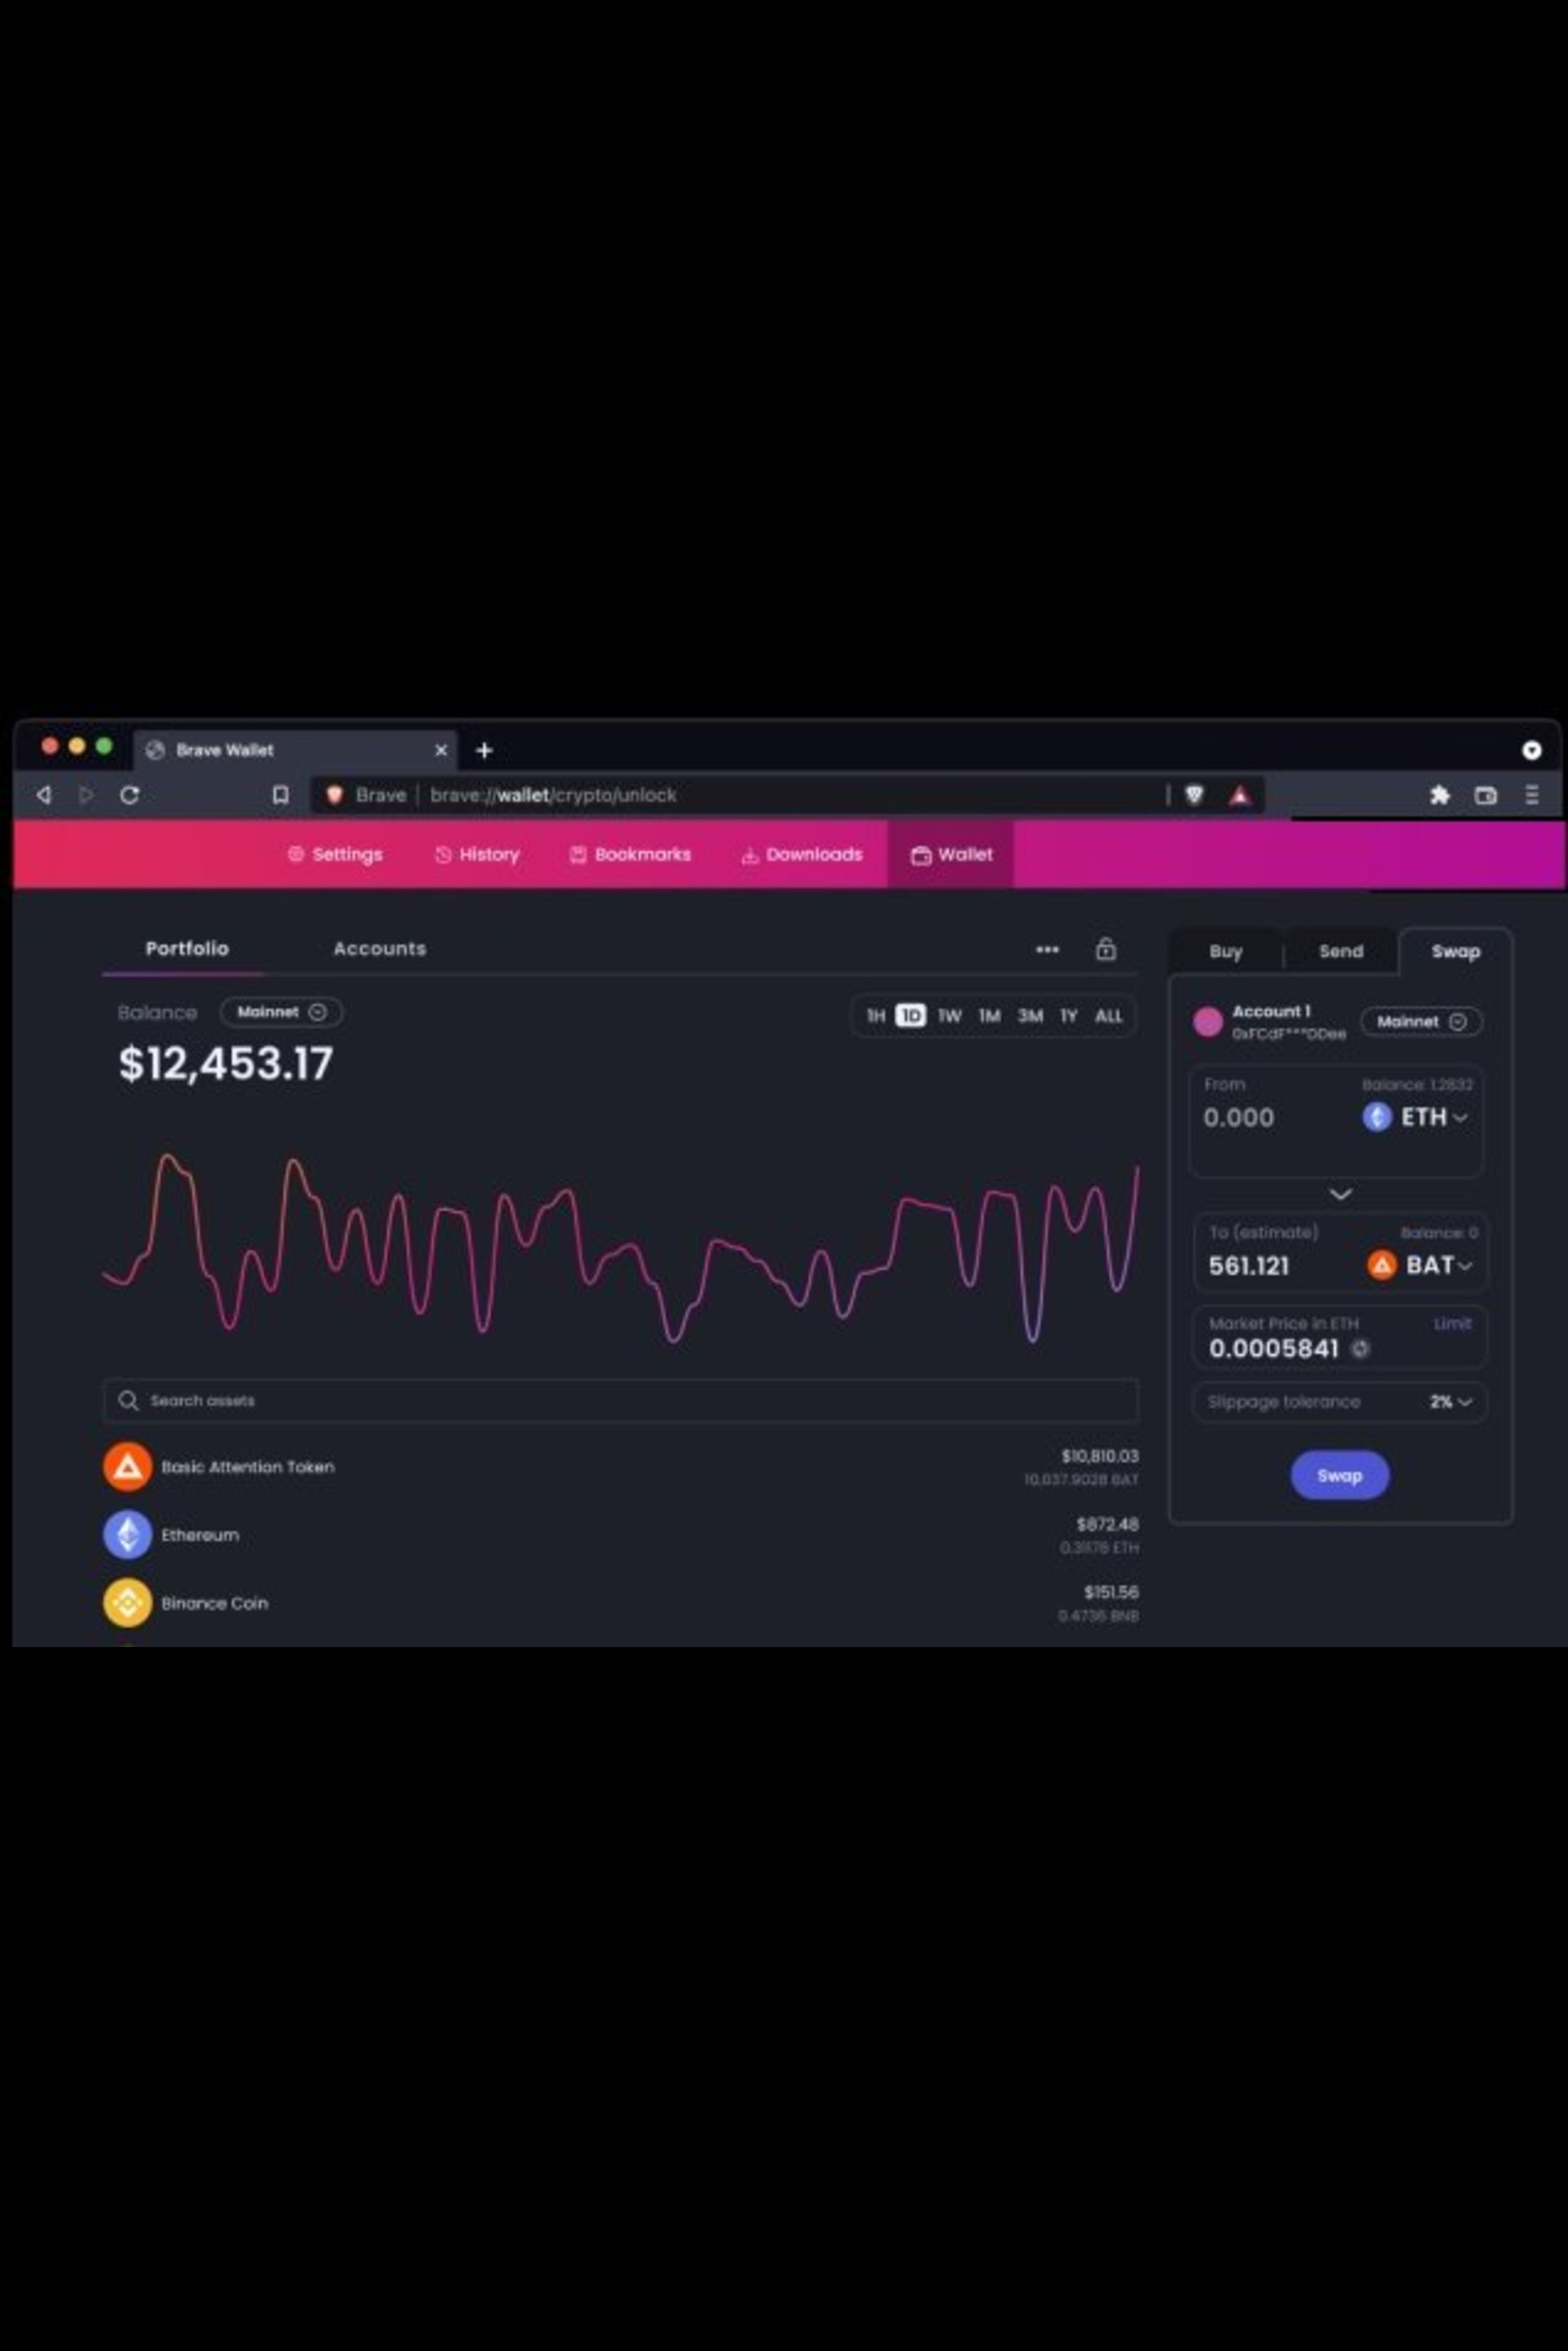 Brave Wallet
Brave | brave://wallet/crypto/unlock
Settings History Bookmarks Downloads Wallet
Portfolio Accounts
Balance Mainnet
1H 1D 1W 1M 3M 1Y ALL
$12,453.17
Search assets
Basic Attention Token $10,810.03
10,037.9028 BAT
Ethereum $872.48
0.31178 ETH
Binance Coin $151.56
0.4736 BNB
Buy Send Swap
Account 1 Mainnet
0xFCdF***DDee
From Balance: 1.2832
0.000 ETH
To (estimate) Balance: 0
561.121 BAT
Market Price in ETH Limit
0.0005841
Slippage tolerance 2%
Swap